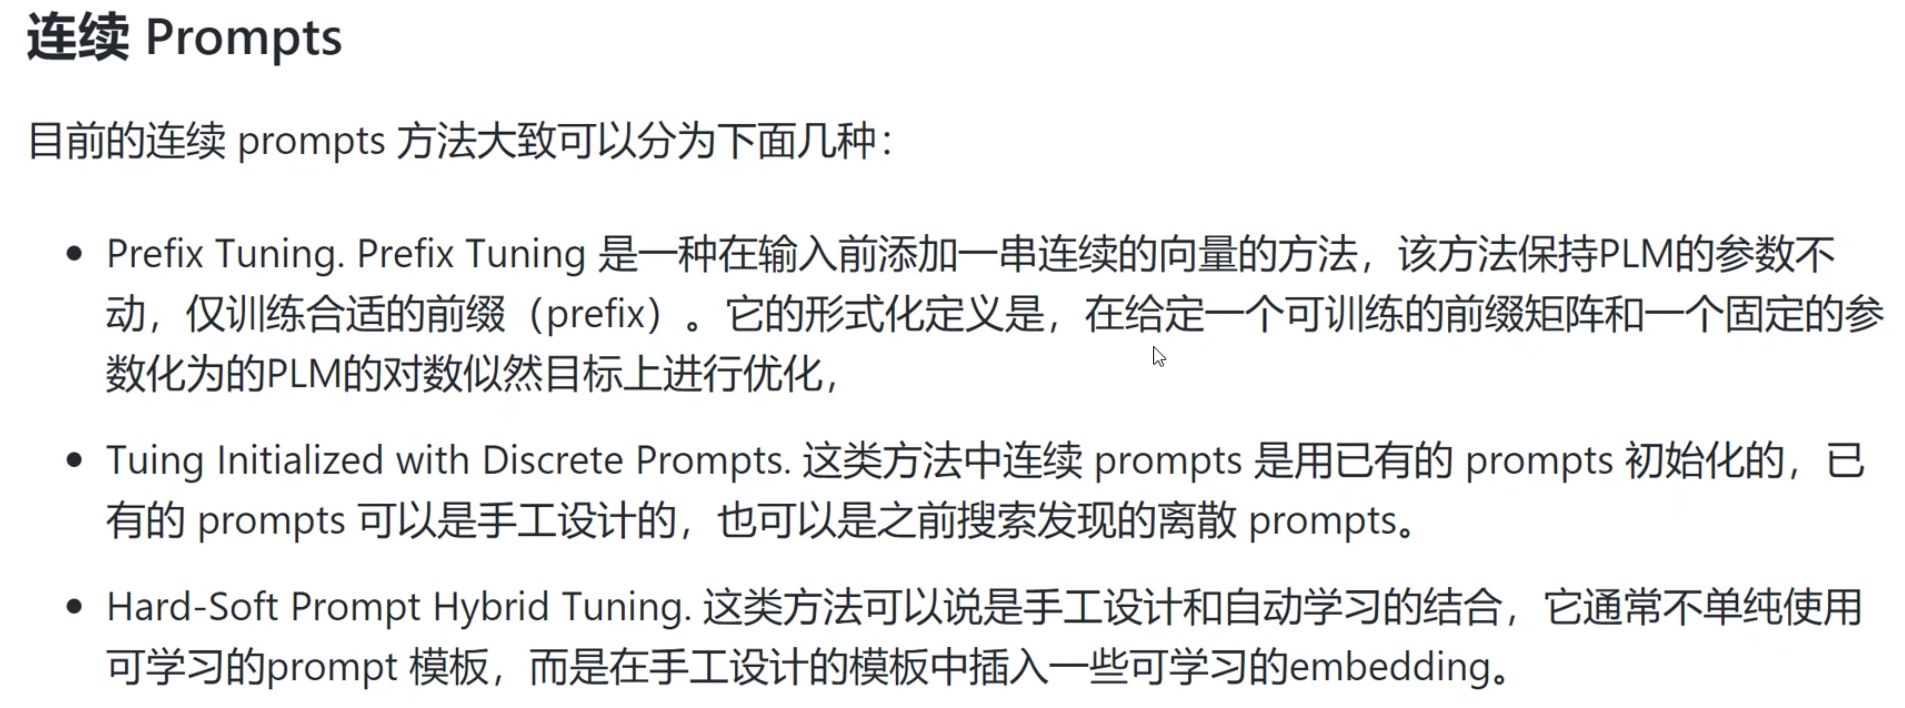 连续 Prompts
目前的连续 prompts 方法大致可以分为下面几种：
• Prefix Tuning. Prefix Tuning 是一种在输入前添加一串连续的向量的方法，该方法保持PLM的参数不
动，仅训练合适的前缀（prefix）。它的形式化定义是，在给定一个可训练的前缀矩阵和一个固定的参
数化为的PLM的对数似然目标上进行优化，
• Tuing Initialized with Discrete Prompts. 这类方法中连续 prompts 是用已有的 prompts 初始化的，已
有的 prompts 可以是手工设计的，也可以是之前搜索发现的离散 prompts。
• Hard-Soft Prompt Hybrid Tuning. 这类方法可以说是手工设计和自动学习的结合，它通常不单纯使用
可学习的prompt 模板，而是在手工设计的模板中插入一些可学习的embedding。